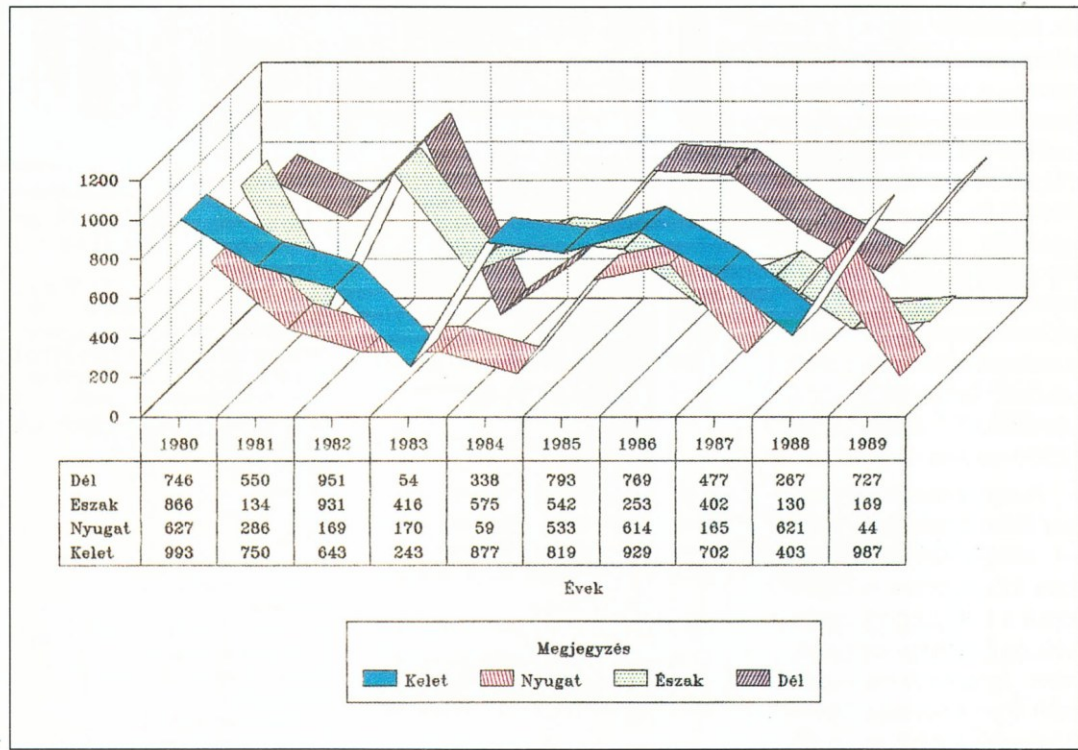 1200
1000
800
600
400
200
0
1980 1981 1982 1983 1984 1985 1986 1987 1988 1989
Dél 746 550 951 54 338 793 769 477 267 727
Eszak 866 134 931 416 575 542 253 402 130 169
Nyugat 627 286 169 170 59 533 614 165 621 44
Kelet 993 750 643 243 877 819 929 702 403 987
Évek
Megjegyzés
Kelet Nyugat Észak Dél